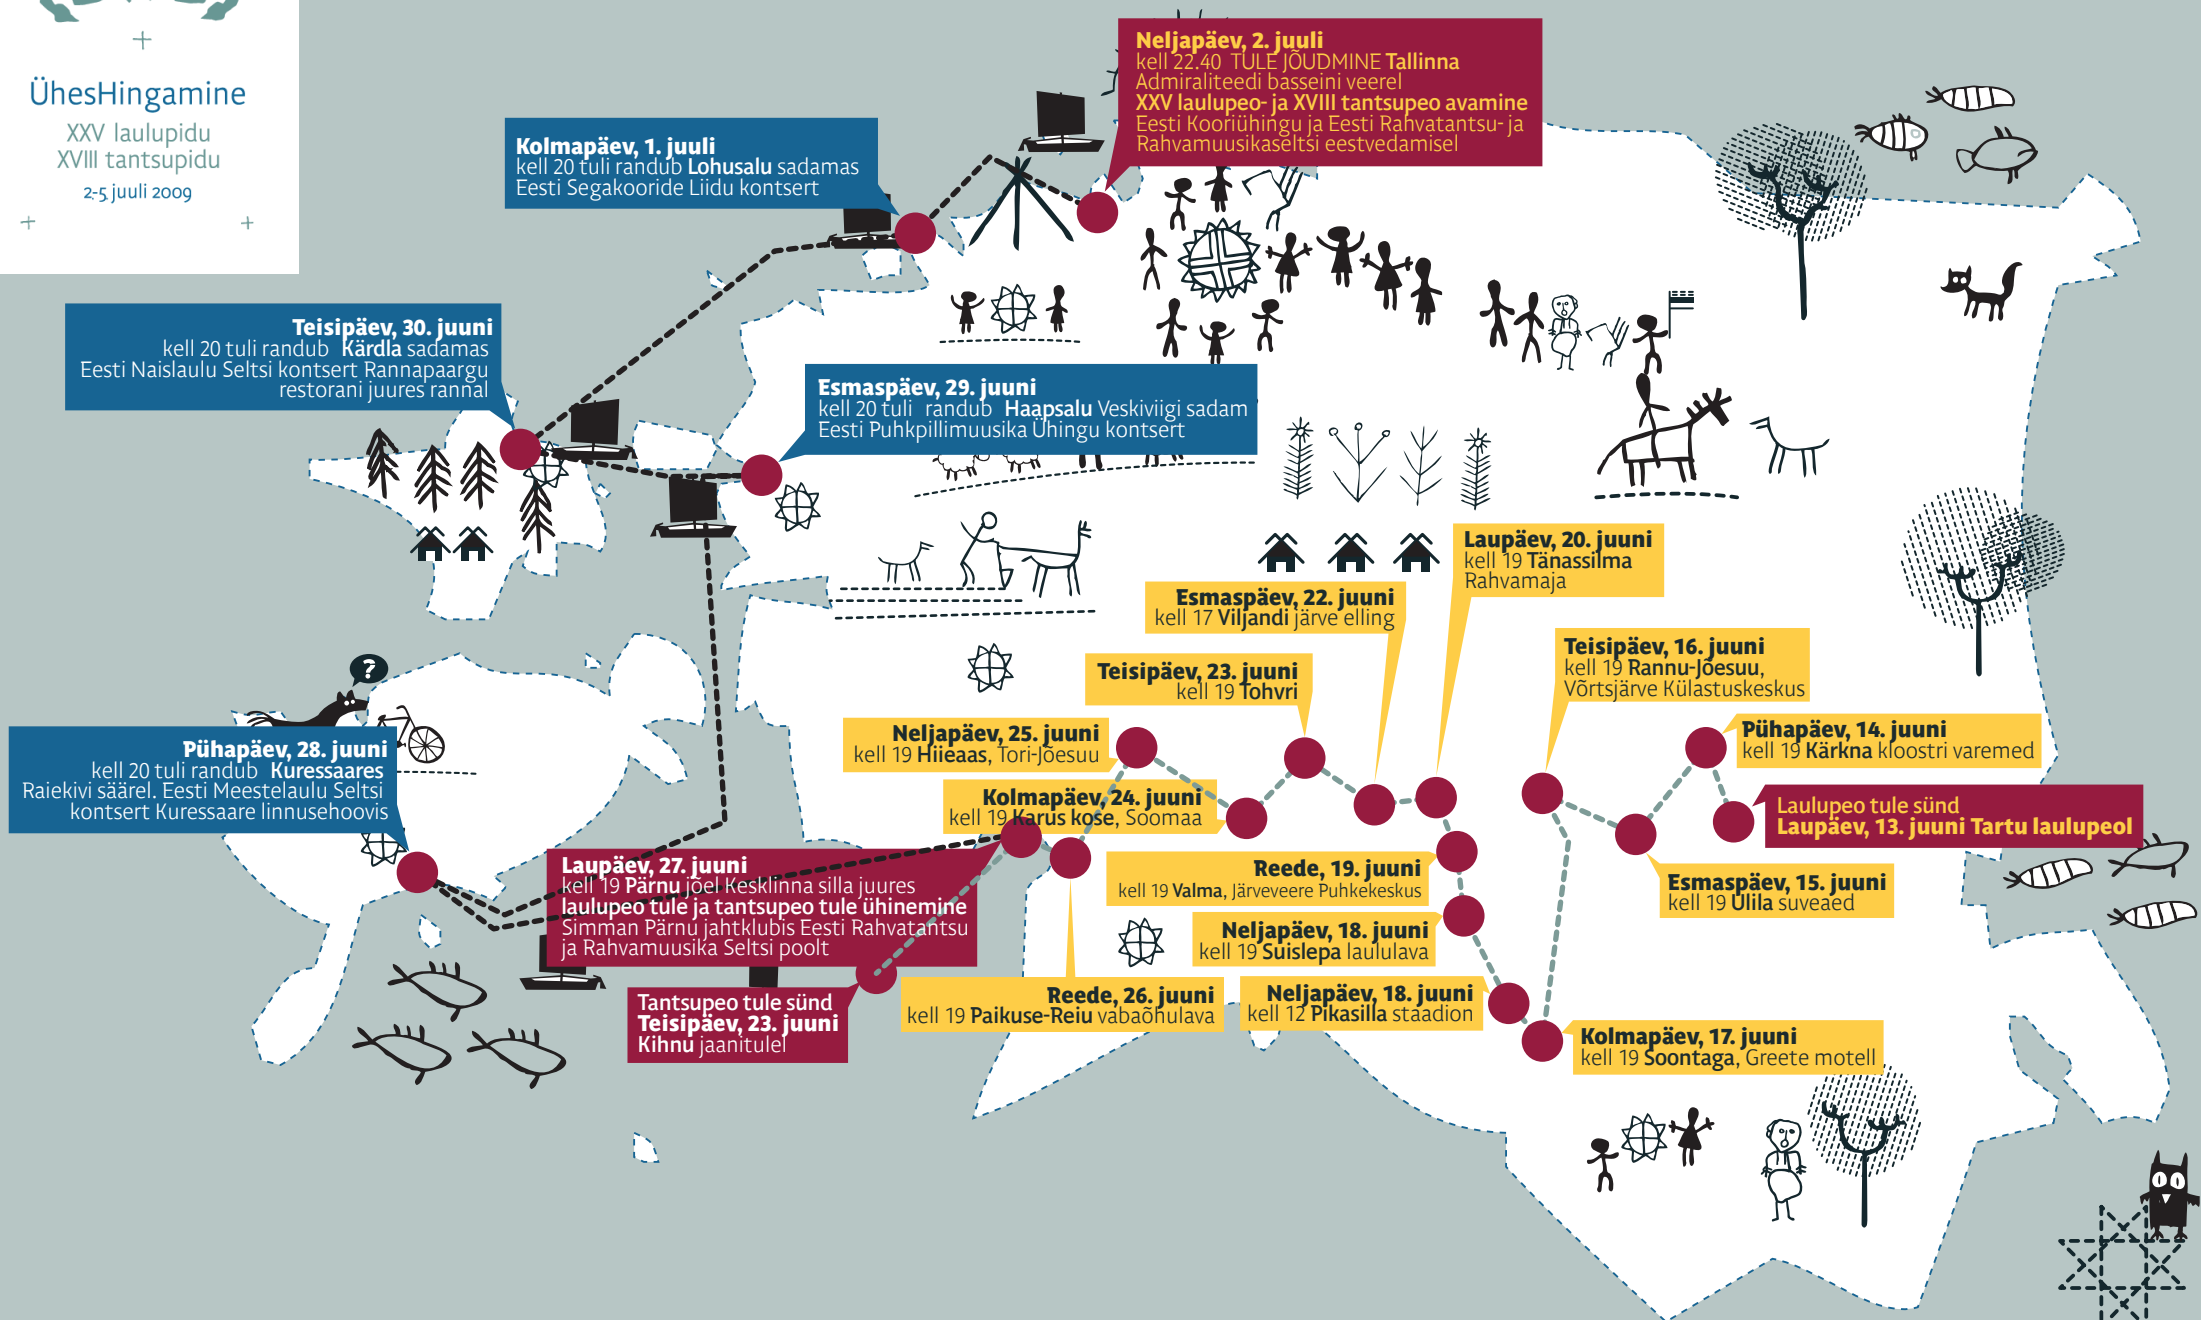 ÜhesHingamine
XXV laulupidu
XVIII tantsupidu
2-5 juuli 2009
Neljapäev, 2. juuli
kell 22.40 TULE JÕUDMINE Tallinna
Admiraliteedi basseini veerel
XXV laulupeo- ja XVIII tantsupeo avamine
Eesti Kooriühingu ja Eesti Rahvatantsu- ja
Rahvamuusikaseltsi eestvedamisel
Kolmapäev, 1. juuli
kell 20 tuli randub Lohusalu sadamas
Eesti Segakooride Liidu kontsert
Teisipäev, 30. juuni
kell 20 tuli randub Kärdla sadamas
Eesti Naislaulu Seltsi kontsert Rannapaargu
restorani juures rannal
Esmaspäev, 29. juuni
kell 20 tuli randub Haapsalu Veskiviigi sadam
Eesti Puhkpillimuusika Ühingu kontsert
Laupäev, 20. juuni
kell 19 Tänassilma
Rahvamaja
Esmaspäev, 22. juuni
kell 17 Viljandi järve elling
Teisipäev, 16. juuni
kell 19 Rannu-Jõesuu,
Võrtsjärve Külastuskeskus
Teisipäev, 23. juuni
kell 19 Tohvri
?
Neljapäev, 25. juuni
kell 19 Hiieaas, Tori-Jõesuu
Pühapäev, 14. juuni
kell 19 Kärkna kloostri varemed
Pühapäev, 28. juuni
kell 20 tuli randub Kuressaares
Raiekivi säärel. Eesti Meestelaulu Seltsi
kontsert Kuressaare linnusehoovis
Kolmapäev, 24. juuni
kell 19 Karus kose, Soomaa
Laulupeo tule sünd
Laupäev, 13. juuni Tartu laulupeol
Laupäev, 27. juuni
kell 19 Pärnu jõel Kesklinna silla juures
laulupeo tule ja tantsupeo tule ühinemine
Simman Pärnu jahtklubis Eesti Rahvatantsu
ja Rahvamuusika Seltsi poolt
Reede, 19. juuni
kell 19 Valma, Järveveere Puhkekeskus
Esmaspäev, 15. juuni
kell 19 Ulila suveaed
Neljapäev, 18. juuni
kell 19 Suislepa laululava
Tantsupeo tule sünd
Teisipäev, 23. juuni
Kihnu jaanitulel
Reede, 26. juuni
kell 19 Paikuse-Reiu vabaõhulava
Neljapäev, 18. juuni
kell 12 Pikasilla staadion
Kolmapäev, 17. juuni
kell 19 Soontaga, Greete motell